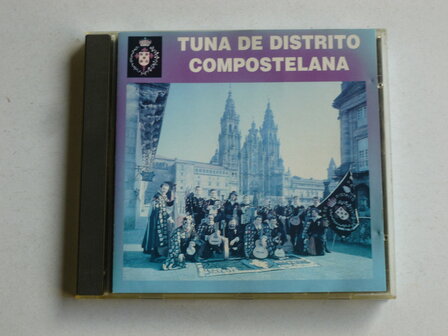 TUNA DE DISTRITO
COMPOSTELANA